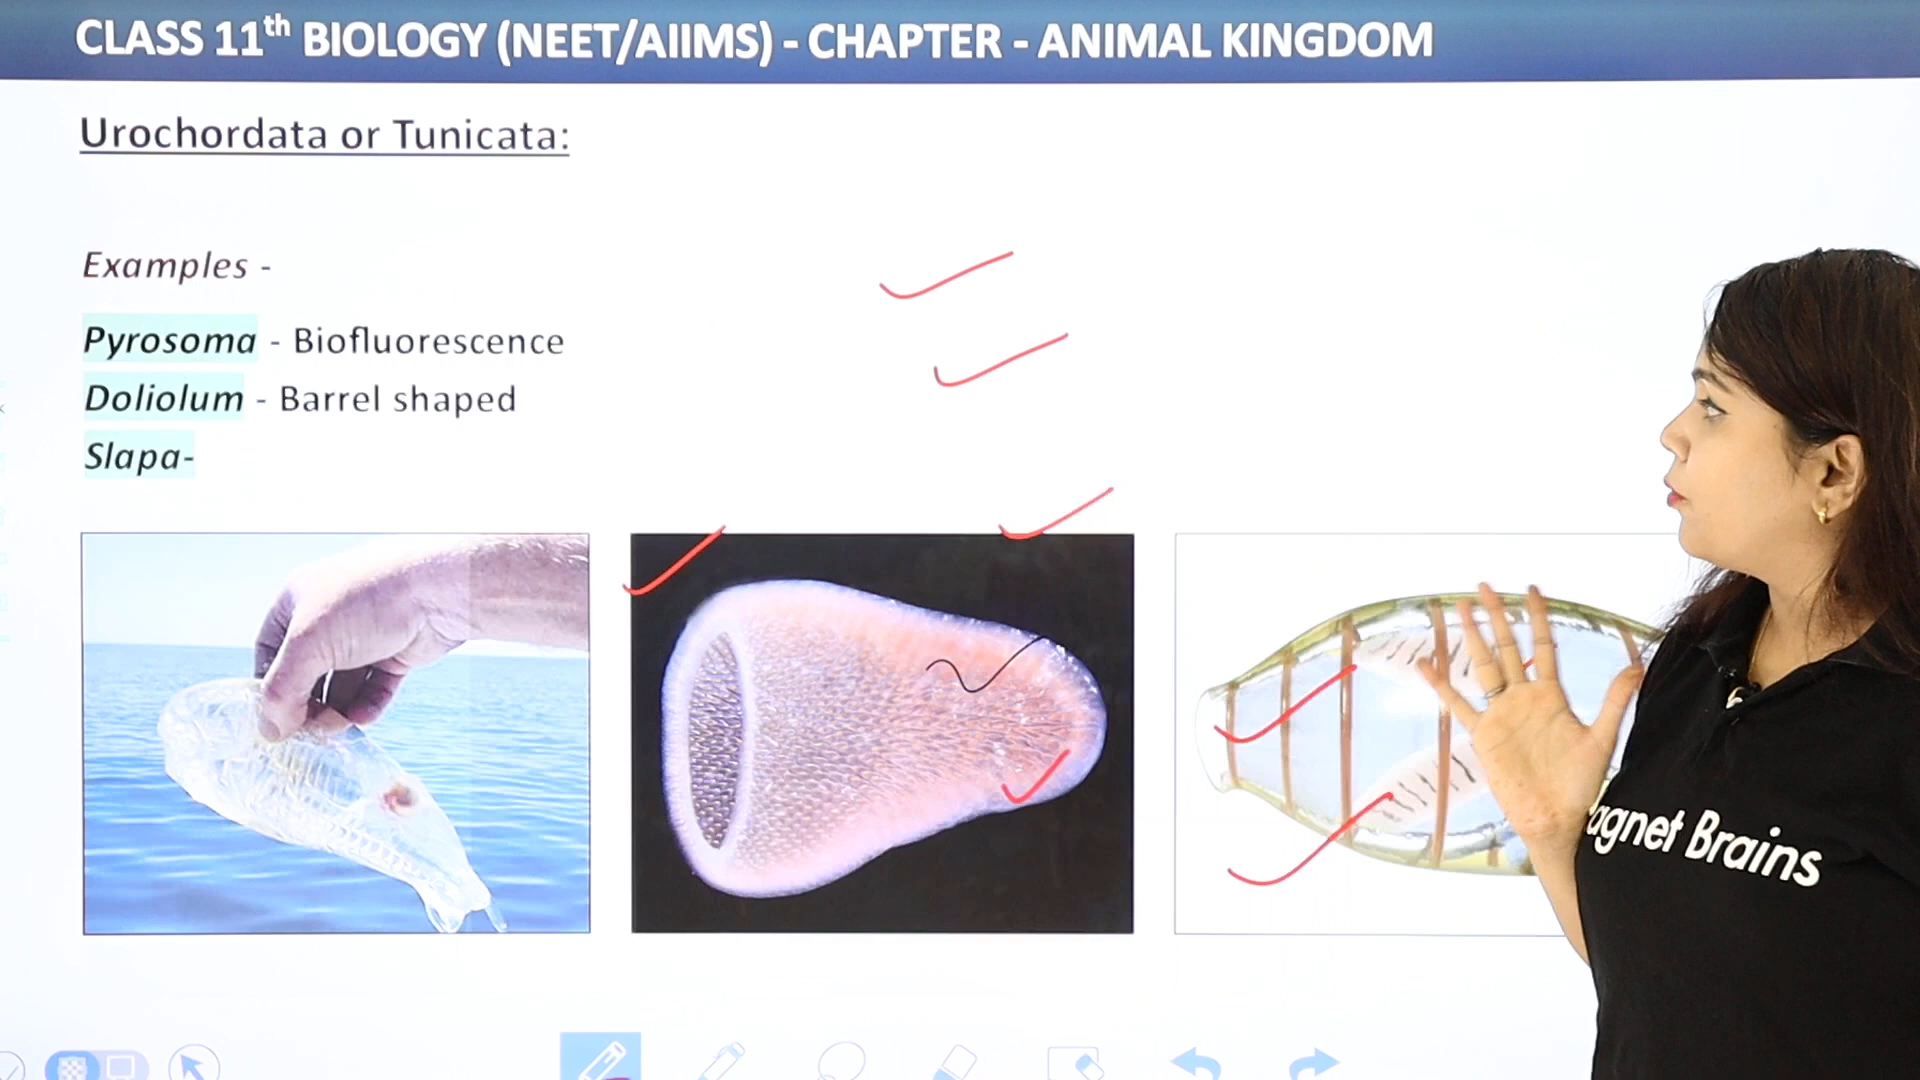 CLASS 11th BIOLOGY (NEET/AIIMS) - CHAPTER - ANIMAL KINGDOM
Urochordata or Tunicata:
Examples -
Pyrosoma - Biofluorescence
Doliolum - Barrel shaped
Slapa-
agnet Brains